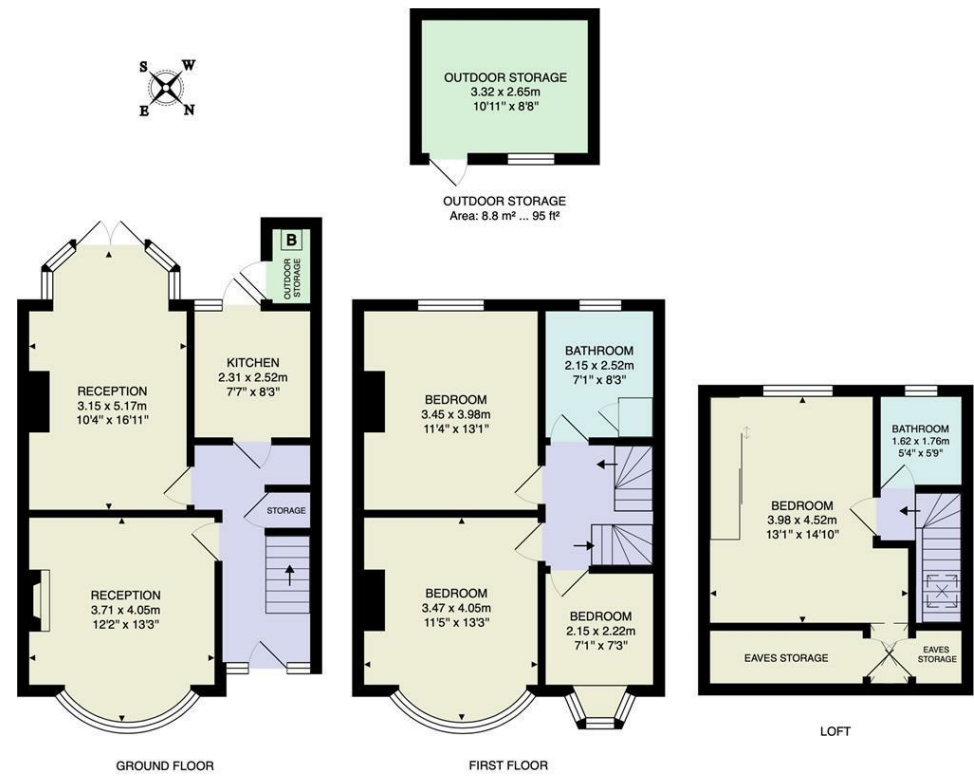 S W
E N
OUTDOOR STORAGE
3.32 x 2.65m
10'11" x 8'8"
OUTDOOR STORAGE
Area: 8.8 m² ... 95 ft²
B
OUTDOOR
STORAGE
KITCHEN
2.31 x 2.52m
7'7" x 8'3"
RECEPTION
3.15 x 5.17m
10'4" x 16'11"
STORAGE
RECEPTION
3.71 x 4.05m
12'2" x 13'3"
GROUND FLOOR
BATHROOM
2.15 x 2.52m
7'1" x 8'3"
BEDROOM
3.45 x 3.98m
11'4" x 13'1"
BEDROOM
3.47 x 4.05m
11'5" x 13'3"
BEDROOM
2.15 x 2.22m
7'1" x 7'3"
FIRST FLOOR
BATHROOM
1.62 x 1.76m
5'4" x 5'9"
BEDROOM
3.98 x 4.52m
13'1" x 14'10"
EAVES STORAGE
EAVES
STORAGE
LOFT